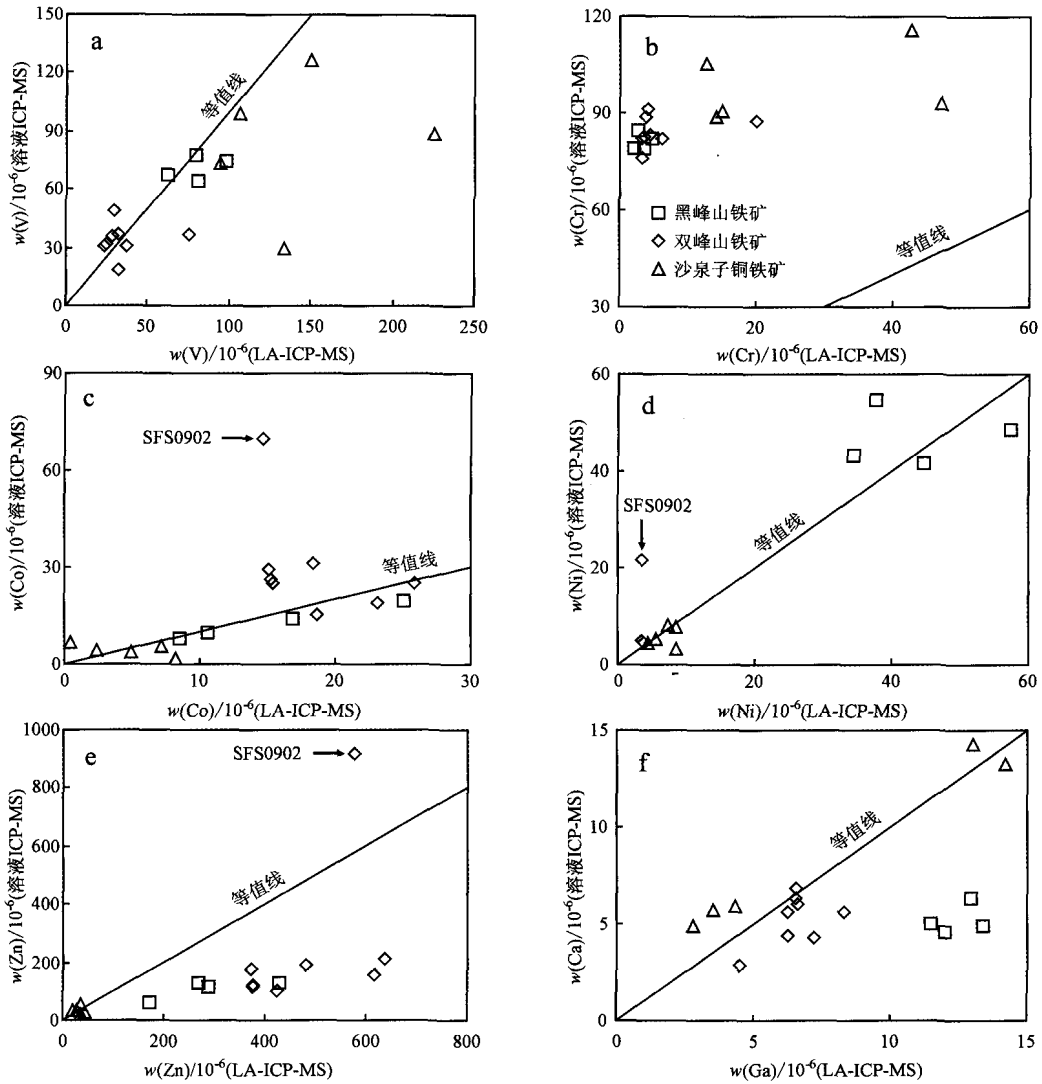 a
150
120
90
60
30
0
w(V)/10⁻⁶(溶液ICP-MS)
等值线
0 50 100 150 200 250
w(V)/10⁻⁶(LA-ICP-MS)
b
120
90
60
30
w(Cr)/10⁻⁶(溶液ICP-MS)
黑峰山铁矿
双峰山铁矿
沙泉子铜铁矿
等值线
0 20 40 60
w(Cr)/10⁻⁶(LA-ICP-MS)
c
90
60
30
0
w(Co)/10⁻⁶(溶液ICP-MS)
SFS0902
等值线
0 10 20 30
w(Co)/10⁻⁶(LA-ICP-MS)
d
60
40
20
0
w(Ni)/10⁻⁶(溶液ICP-MS)
SFS0902
等值线
0 20 40 60
w(Ni)/10⁻⁶(LA-ICP-MS)
e
1000
800
600
400
200
0
w(Zn)/10⁻⁶(溶液ICP-MS)
SFS0902
等值线
0 200 400 600 800
w(Zn)/10⁻⁶(LA-ICP-MS)
f
15
10
5
0
w(Ca)/10⁻⁶(溶液ICP-MS)
等值线
0 5 10 15
w(Ga)/10⁻⁶(LA-ICP-MS)